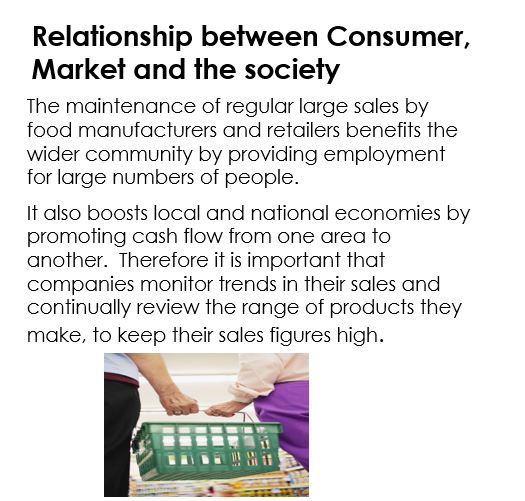 Relationship between Consumer,
Market and the society
The maintenance of regular large sales by
food manufacturers and retailers benefits the
wider community by providing employment
for large numbers of people.
It also boosts local and national economies by
promoting cash flow from one area to
another.  Therefore it is important that
companies monitor trends in their sales and
continually review the range of products they
make, to keep their sales figures high.